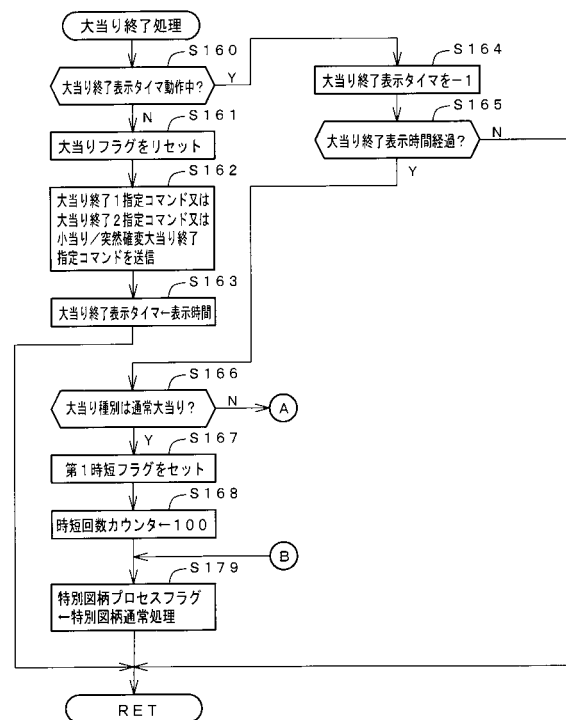 大当り終了処理
S160
大当り終了表示タイマ動作中?
Y
N
S161
大当りフラグをリセット
S162
大当り終了1指定コマンド又は
大当り終了2指定コマンド又は
小当り/突然確変大当り終了
指定コマンドを送信
S163
大当り終了表示タイマ←表示時間
S164
大当り終了表示タイマを−1
S165
大当り終了表示時間経過?
N
Y
S166
大当り種別は通常大当り?
N
A
Y
S167
第1時短フラグをセット
S168
時短回数カウンタ←100
B
S179
特別図柄プロセスフラグ
←特別図柄通常処理
RET